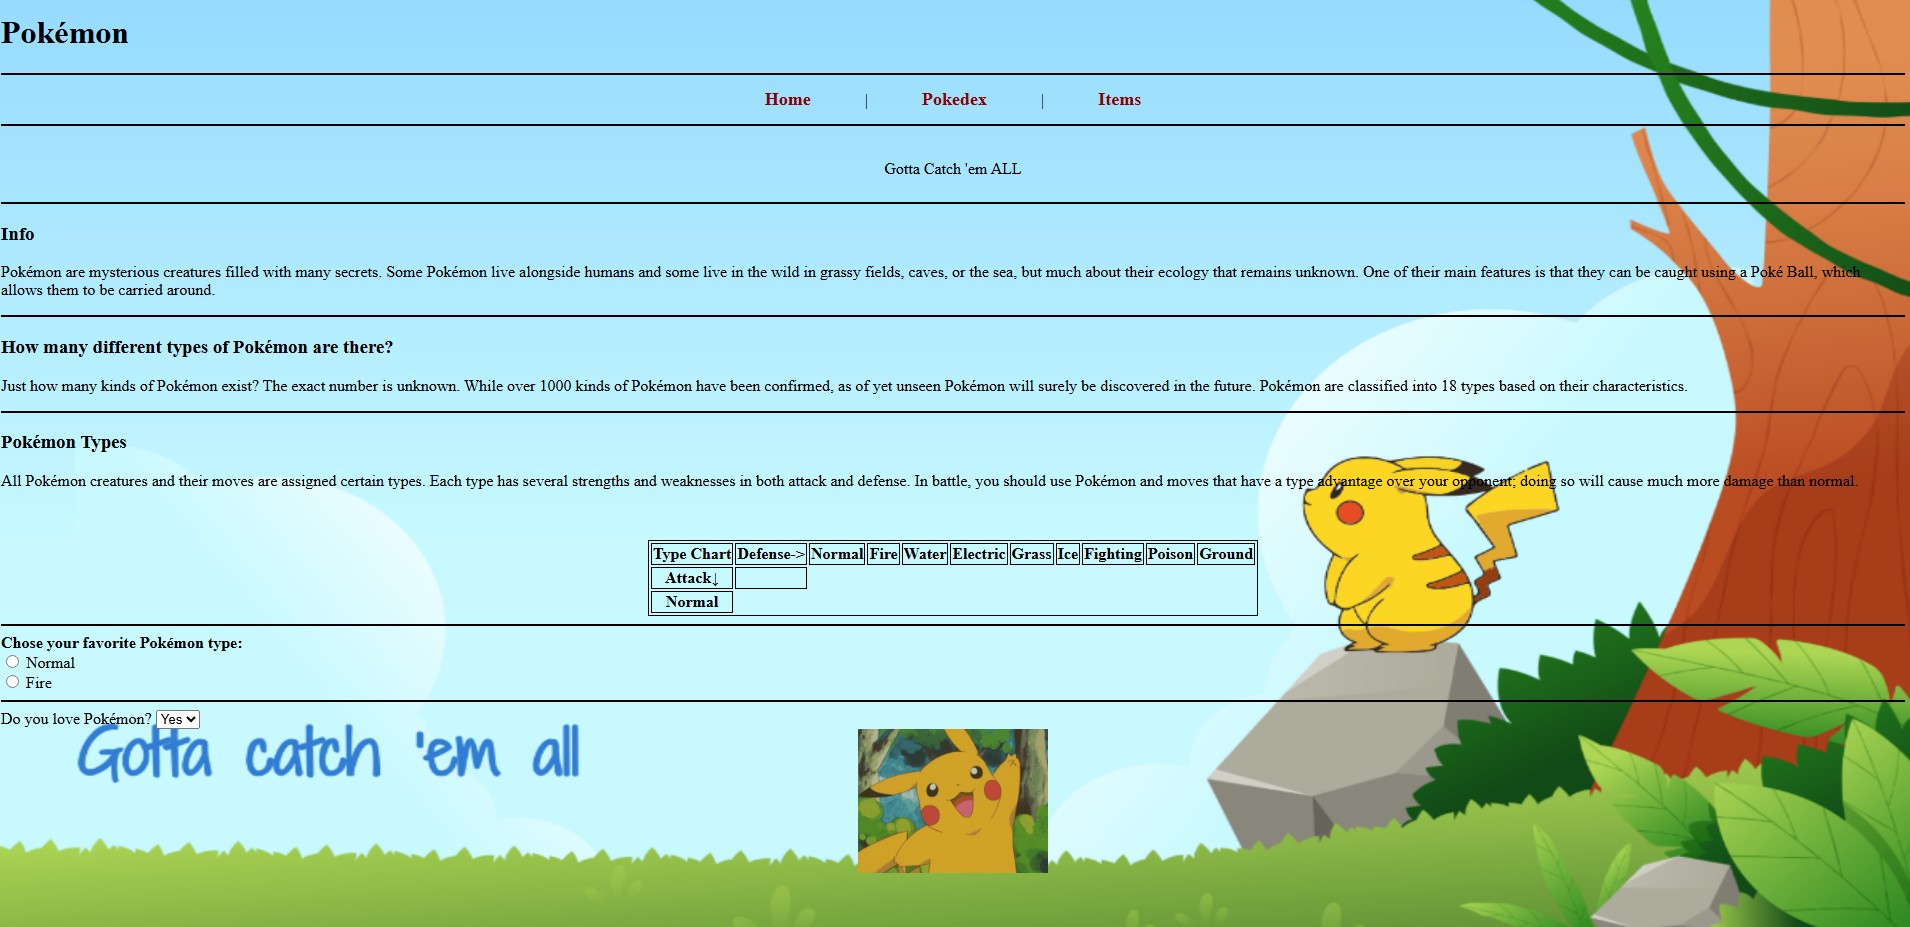 Pokémon
Home | Pokedex | Items
Gotta Catch 'em ALL
Info
Pokémon are mysterious creatures filled with many secrets. Some Pokémon live alongside humans and some live in the wild in grassy fields, caves, or the sea, but much about their ecology that remains unknown. One of their main features is that they can be caught using a Poké Ball, which
allows them to be carried around.
How many different types of Pokémon are there?
Just how many kinds of Pokémon exist? The exact number is unknown. While over 1000 kinds of Pokémon have been confirmed, as of yet unseen Pokémon will surely be discovered in the future. Pokémon are classified into 18 types based on their characteristics.
Pokémon Types
All Pokémon creatures and their moves are assigned certain types. Each type has several strengths and weaknesses in both attack and defense. In battle, you should use Pokémon and moves that have a type advantage over your opponent; doing so will cause much more damage than normal.
Type Chart Defense-> Normal Fire Water Electric Grass Ice Fighting Poison Ground
Attack↓
Normal
Chose your favorite Pokémon type:
Normal
Fire
Do you love Pokémon? Yes
Gotta catch 'em all